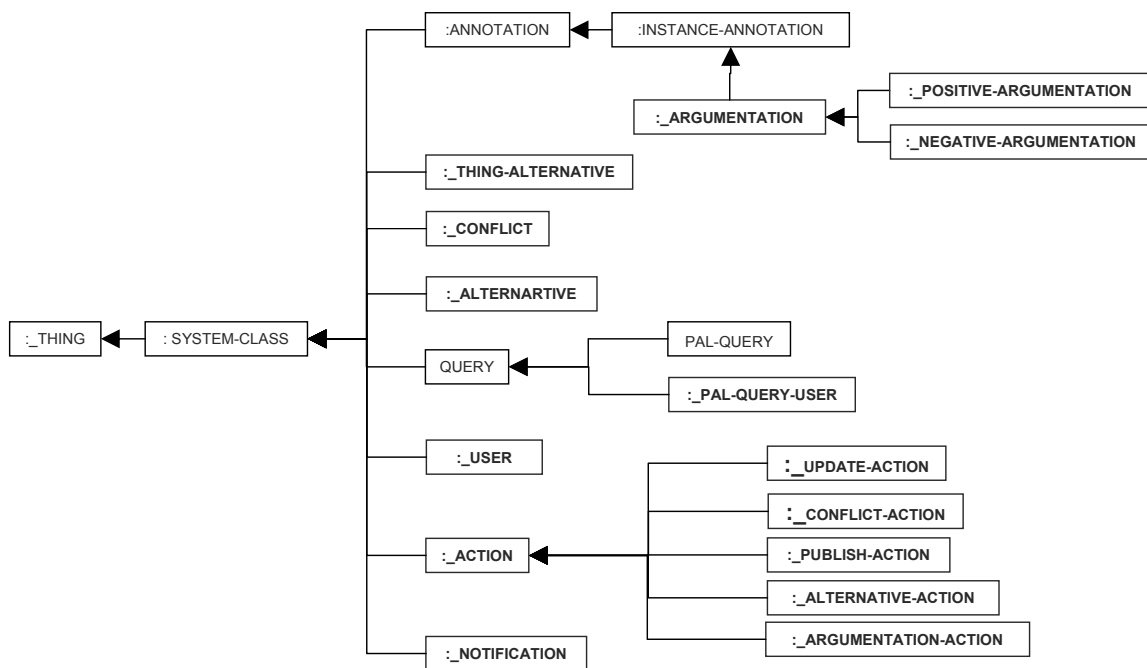 :ANNOTATION
:INSTANCE-ANNOTATION
:_POSITIVE-ARGUMENTATION
:_ARGUMENTATION
:_NEGATIVE-ARGUMENTATION
:_THING-ALTERNATIVE
:_CONFLICT
:_ALTERNARTIVE
:_THING
: SYSTEM-CLASS
PAL-QUERY
QUERY
:_PAL-QUERY-USER
:_USER
:_UPDATE-ACTION
:_CONFLICT-ACTION
:_ACTION
:_PUBLISH-ACTION
:_ALTERNATIVE-ACTION
:_ARGUMENTATION-ACTION
:_NOTIFICATION